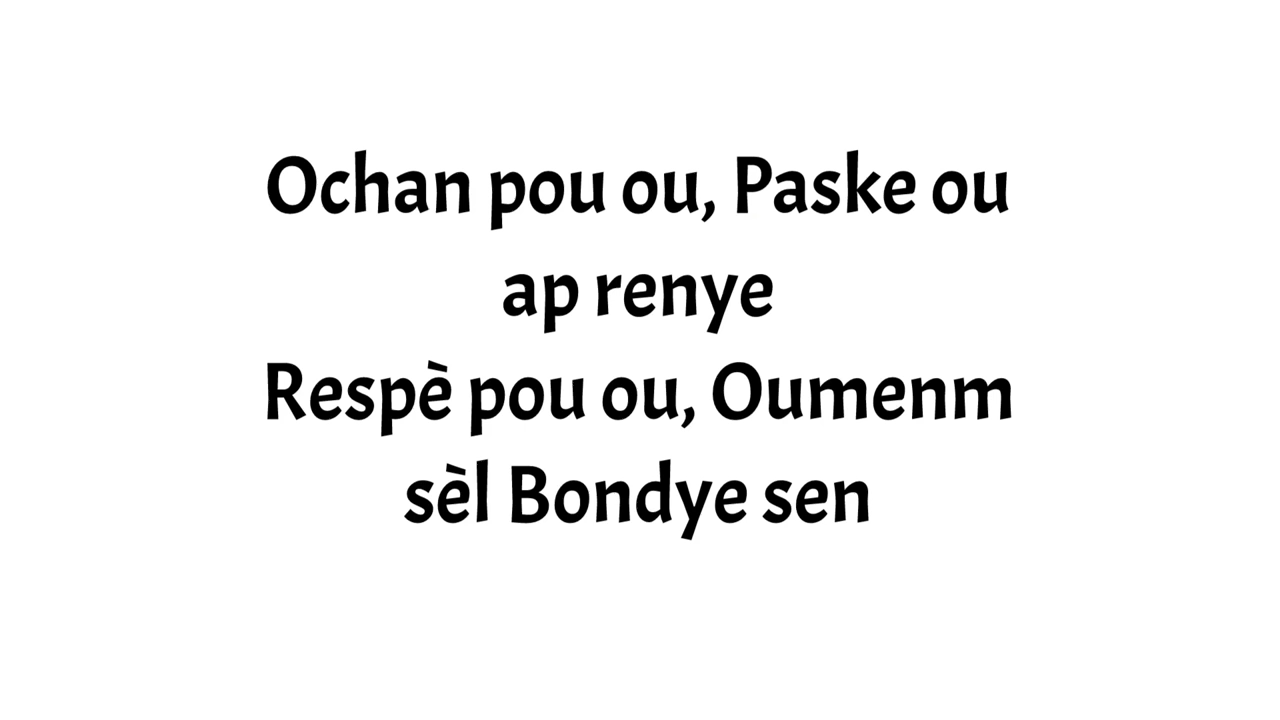 Ochan pou ou, Paske ou
ap renye
Respè pou ou, Oumenm
sèl Bondye sen